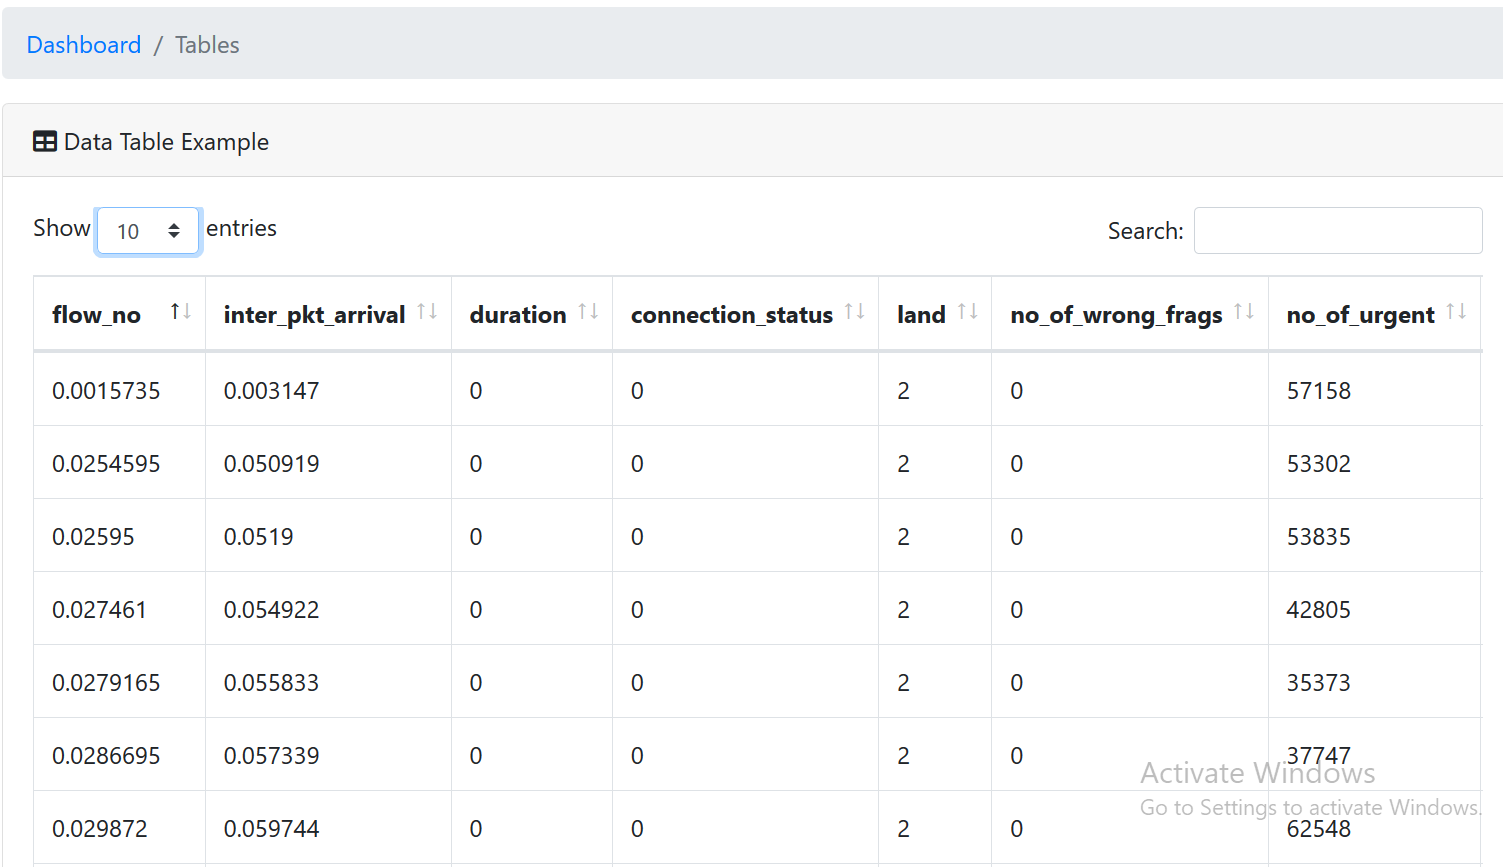 Dashboard / Tables
Data Table Example
Show 10 entries Search:
flow_no inter_pkt_arrival duration connection_status land no_of_wrong_frags no_of_urgent
0.0015735 0.003147 0 0 2 0 57158
0.0254595 0.050919 0 0 2 0 53302
0.02595 0.0519 0 0 2 0 53835
0.027461 0.054922 0 0 2 0 42805
0.0279165 0.055833 0 0 2 0 35373
0.0286695 0.057339 0 0 2 0 37747
Activate Windows
Go to Settings to activate Windows.
0.029872 0.059744 0 0 2 0 62548